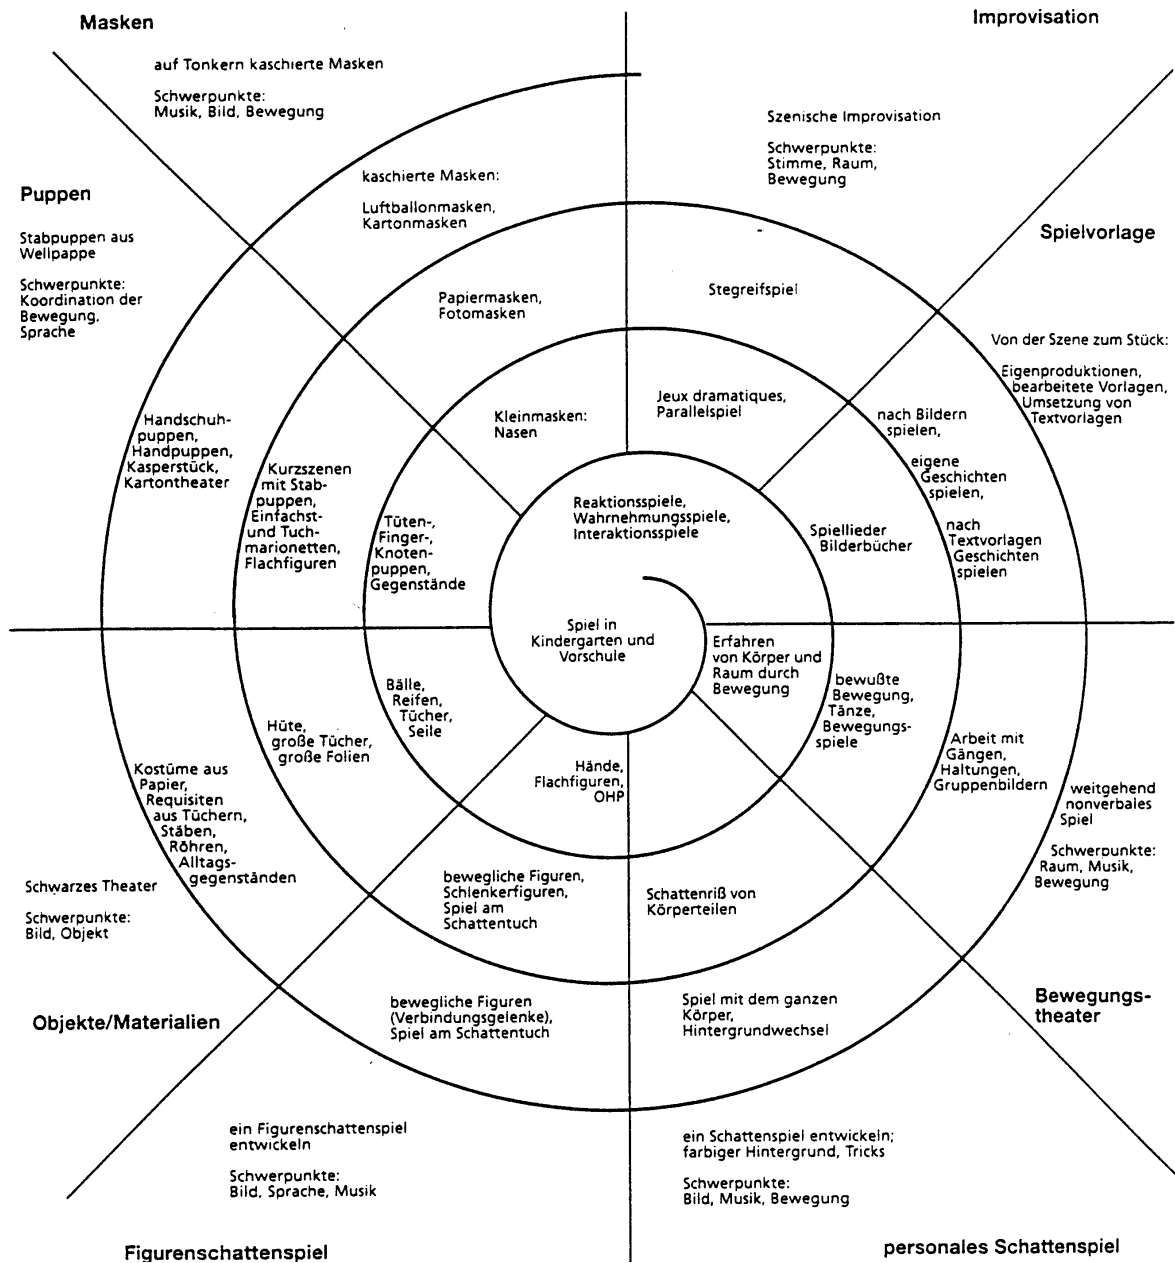 Masken
auf Tonkern kaschierte Masken
Schwerpunkte:
Musik, Bild, Bewegung
kaschierte Masken:
Luftballonmasken,
Kartonmasken
Papiermasken,
Fotomasken
Kleinmasken:
Nasen
Improvisation
Szenische Improvisation
Schwerpunkte:
Stimme, Raum,
Bewegung
Stegreifspiel
Jeux dramatiques,
Parallelspiel
Reaktionsspiele,
Wahrnehmungsspiele,
Interaktionsspiele
Spielvorlage
Von der Szene zum Stück:
Eigenproduktionen,
bearbeitete Vorlagen,
Umsetzung von
Textvorlagen
nach Bildern
spielen,
eigene
Geschichten
spielen,
nach
Textvorlagen
Geschichten
spielen
Spiellieder
Bilderbücher
Puppen
Stabpuppen aus
Wellpappe
Schwerpunkte:
Koordination der
Bewegung,
Sprache
Handschuh-
puppen,
Handpuppen,
Kasperstück,
Kartontheater
Kurzszenen
mit Stab-
puppen,
Einfachst-
und Tuch-
marionetten,
Flachfiguren
Tüten-,
Finger-,
Knoten-
puppen,
Gegenstände
Spiel in
Kindergarten und
Vorschule
Erfahren
von Körper und
Raum durch
Bewegung
bewußte
Bewegung,
Tänze,
Bewegungs-
spiele
Arbeit mit
Gängen,
Haltungen,
Gruppenbildern
weitgehend
nonverbales
Spiel
Schwerpunkte:
Raum, Musik,
Bewegung
Bewegungs-
theater
Bälle,
Reifen,
Tücher,
Seile
Hüte,
große Tücher,
große Folien
Kostüme aus
Papier,
Requisiten
aus Tüchern,
Stäben,
Röhren,
Alltags-
gegenständen
Schwarzes Theater
Schwerpunkte:
Bild, Objekt
Objekte/Materialien
Hände,
Flachfiguren,
OHP
bewegliche Figuren,
Schlenkerfiguren,
Spiel am
Schattentuch
bewegliche Figuren
(Verbindungsgelenke),
Spiel am Schattentuch
ein Figurenschattenspiel
entwickeln
Schwerpunkte:
Bild, Sprache, Musik
Figurenschattenspiel
Schattenriß von
Körperteilen
Spiel mit dem ganzen
Körper,
Hintergrundwechsel
ein Schattenspiel entwickeln;
farbiger Hintergrund, Tricks
Schwerpunkte:
Bild, Musik, Bewegung
personales Schattenspiel